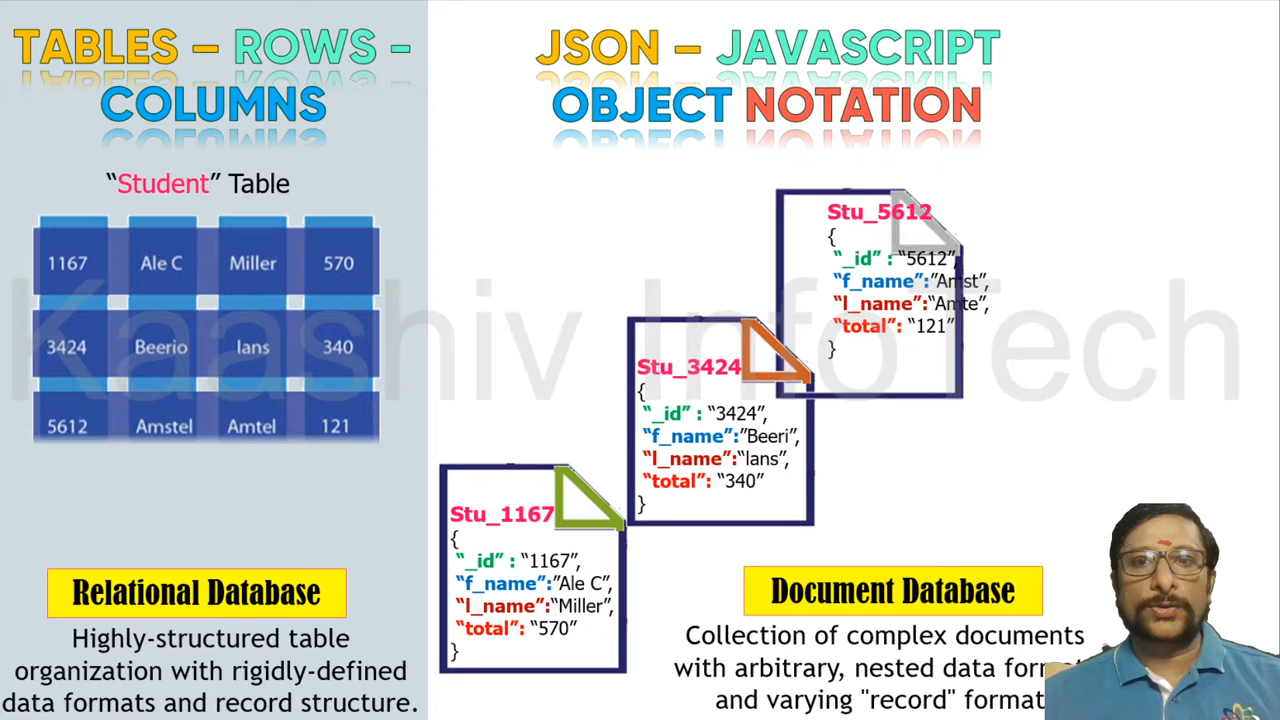 TABLES – ROWS -
COLUMNS
“Student” Table
1167 Ale C Miller 570
3424 Beerio lans 340
5612 Amstel Amtel 121
Relational Database
Highly-structured table
organization with rigidly-defined
data formats and record structure.
JSON – JAVASCRIPT
OBJECT NOTATION
Stu_5612
{
“_id” : “5612”,
“f_name”:”Amst”,
“l_name”:“Amte”,
“total”: “121”
}
Stu_3424
{
“_id” : “3424”,
“f_name”:”Beeri”,
“l_name”:“lans”,
“total”: “340”
}
Stu_1167
{
“_id” : “1167”,
“f_name”:”Ale C”,
“l_name”:“Miller”,
“total”: “570”
}
Document Database
Collection of complex documents
with arbitrary, nested data
and varying "record"
Kaashiv InfoTech